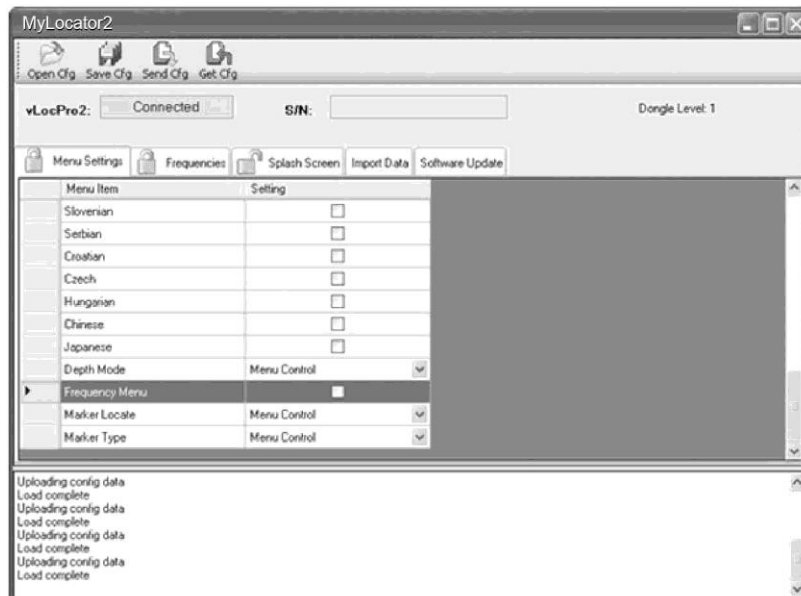 MyLocator2
Open Cfg Save Cfg Send Cfg Get Cfg
vLocPro2: Connected S/N: Dongle Level: 1
Menu Settings Frequencies Splash Screen Import Data Software Update
Menu Item Setting
Slovenian
Serbian
Croatian
Czech
Hungarian
Chinese
Japanese
Depth Mode Menu Control
Frequency Menu
Marker Locate Menu Control
Marker Type Menu Control
Uploading config data
Load complete
Uploading config data
Load complete
Uploading config data
Load complete
Uploading config data
Load complete